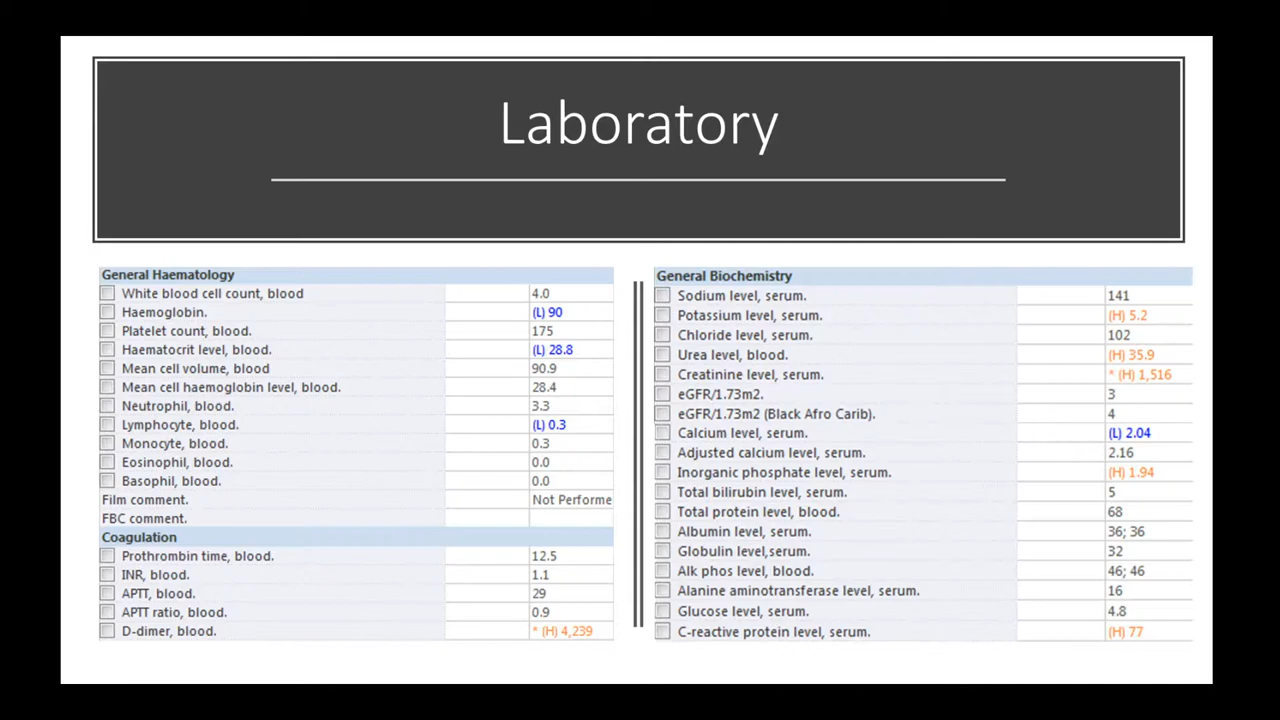 Laboratory
General Haematology
White blood cell count, blood 4.0
Haemoglobin. (L) 90
Platelet count, blood. 175
Haematocrit level, blood. (L) 28.8
Mean cell volume, blood 90.9
Mean cell haemoglobin level, blood. 28.4
Neutrophil, blood. 3.3
Lymphocyte, blood. (L) 0.3
Monocyte, blood. 0.3
Eosinophil, blood. 0.0
Basophil, blood. 0.0
Film comment. Not Performe
FBC comment.
Coagulation
Prothrombin time, blood. 12.5
INR, blood. 1.1
APTT, blood. 29
APTT ratio, blood. 0.9
D-dimer, blood. * (H) 4,239
General Biochemistry
Sodium level, serum. 141
Potassium level, serum. (H) 5.2
Chloride level, serum. 102
Urea level, blood. (H) 35.9
Creatinine level, serum. * (H) 1,516
eGFR/1.73m2. 3
eGFR/1.73m2 (Black Afro Carib). 4
Calcium level, serum. (L) 2.04
Adjusted calcium level, serum. 2.16
Inorganic phosphate level, serum. (H) 1.94
Total bilirubin level, serum. 5
Total protein level, blood. 68
Albumin level, serum. 36; 36
Globulin level,serum. 32
Alk phos level, blood. 46; 46
Alanine aminotransferase level, serum. 16
Glucose level, serum. 4.8
C-reactive protein level, serum. (H) 77